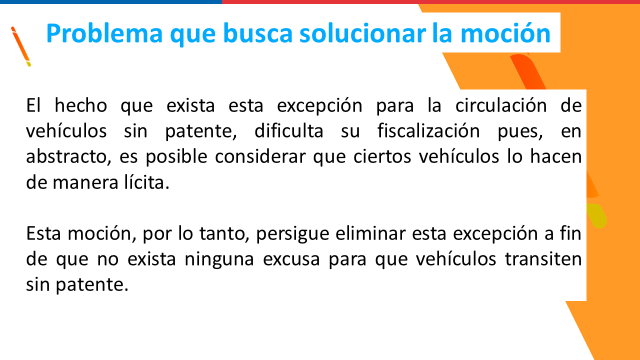 Problema que busca solucionar la moción
El hecho que exista esta excepción para la circulación de
vehículos sin patente, dificulta su fiscalización pues, en
abstracto, es posible considerar que ciertos vehículos lo hacen
de manera lícita.
Esta moción, por lo tanto, persigue eliminar esta excepción a fin
de que no exista ninguna excusa para que vehículos transiten
sin patente.